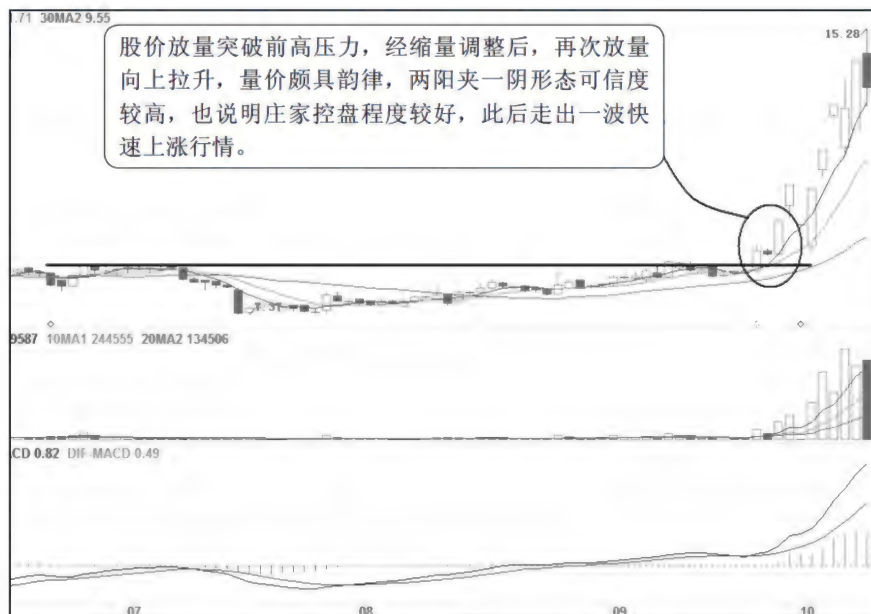 .71 30MA2 9.55
股价放量突破前高压力，经缩量调整后，再次放量
向上拉升，量价颇具韵律，两阳夹一阴形态可信度
较高，也说明庄家控盘程度较好，此后走出一波快
速上涨行情。
15.28
9587 10MA1 244555 20MA2 134506
CD 0.82 DIF-MACD 0.49
07 08 09 10